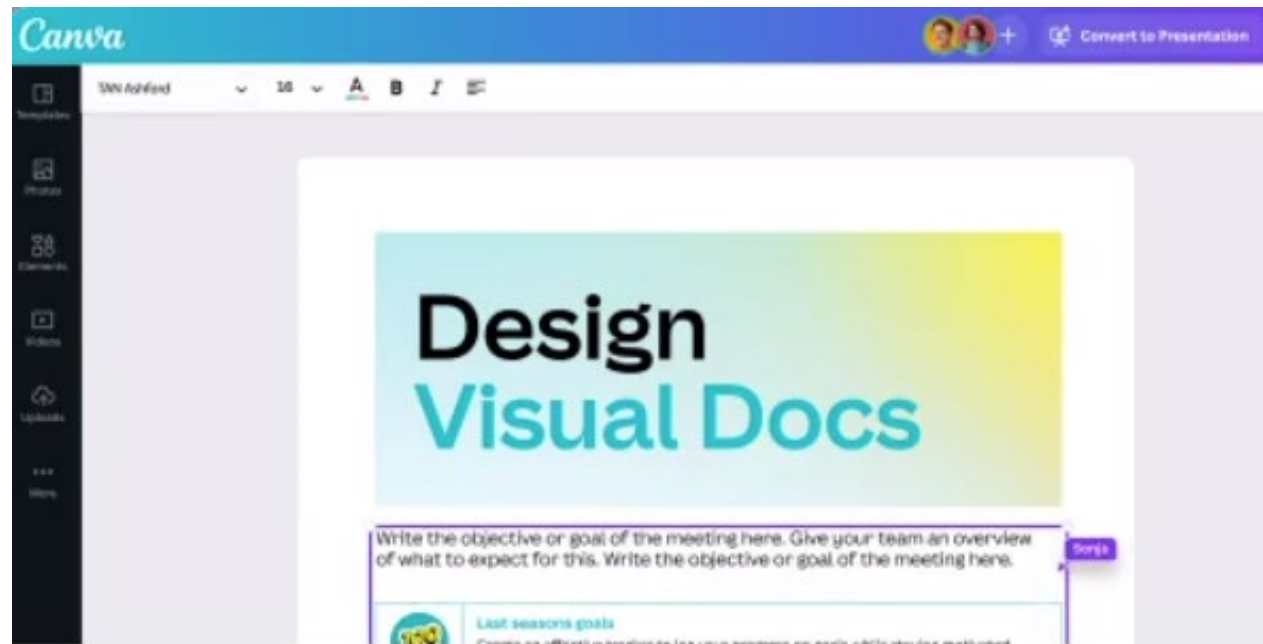 Canva
Convert to Presentation
TAN Ashford
16
A B I
Templates
Photos
Elements
Videos
Uploads
More
Design
Visual Docs
Write the objective or goal of the meeting here. Give your team an overview
of what to expect for this. Write the objective or goal of the meeting here.
Sonja
Last seasons goals